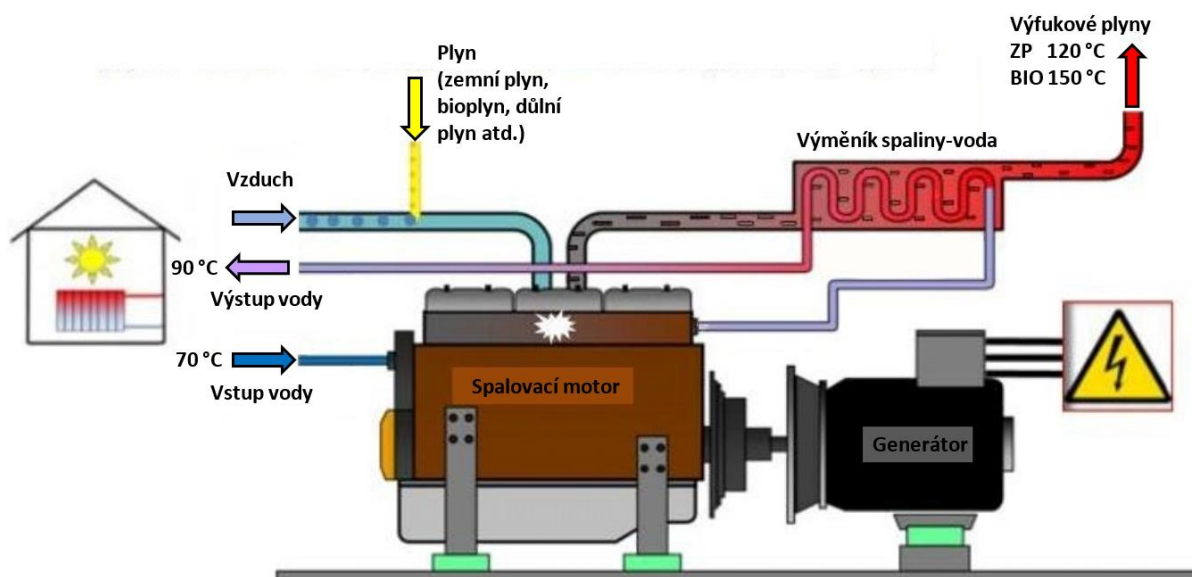 Plyn
(zemní plyn,
bioplyn, důlní
plyn atd.)
Výfukové plyny
ZP 120 °C
BIO 150 °C
Výměník spaliny-voda
Vzduch
90 °C
Výstup vody
70 °C
Vstup vody
Spalovací motor
Generátor